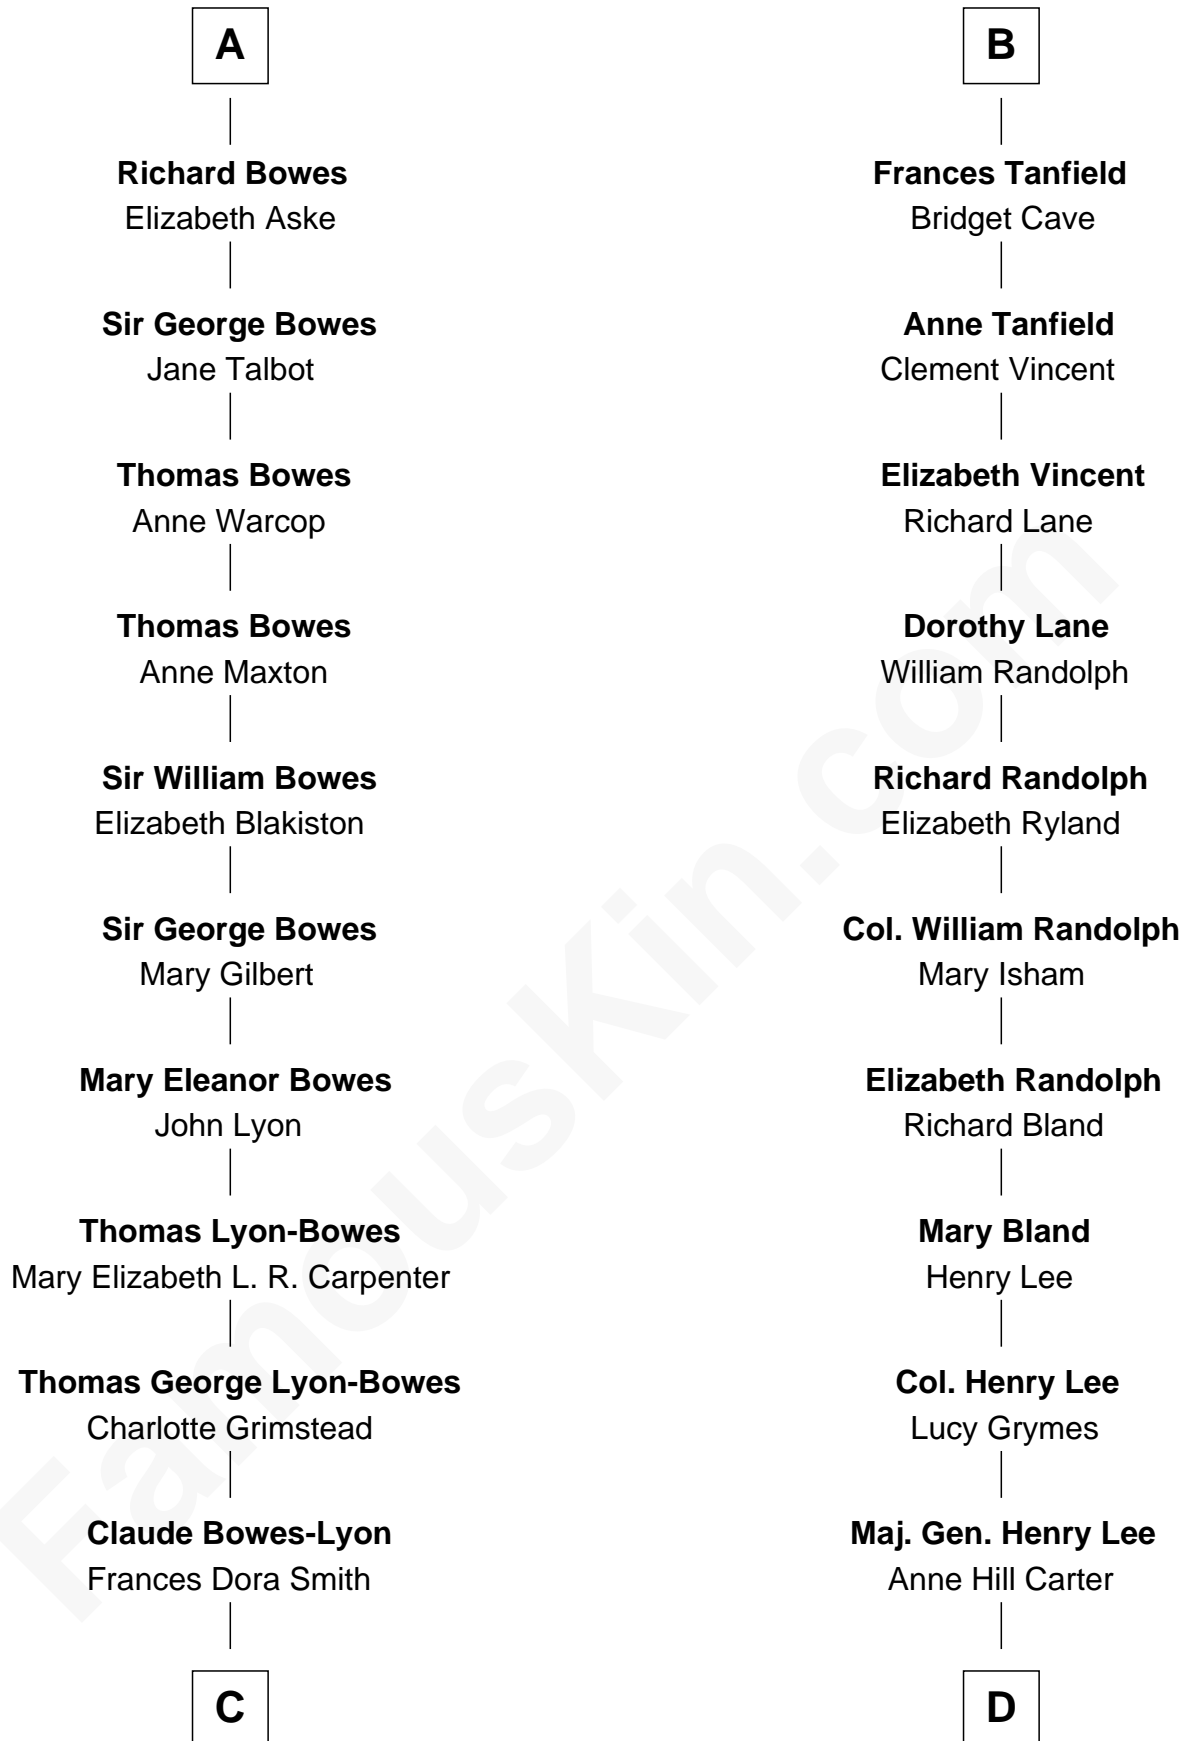 A
Richard Bowes
Elizabeth Aske
Sir George Bowes
Jane Talbot
Thomas Bowes
Anne Warcop
Thomas Bowes
Anne Maxton
Sir William Bowes
Elizabeth Blakiston
Sir George Bowes
Mary Gilbert
Mary Eleanor Bowes
John Lyon
Thomas Lyon-Bowes
Mary Elizabeth L. R. Carpenter
Thomas George Lyon-Bowes
Charlotte Grimstead
Claude Bowes-Lyon
Frances Dora Smith
C
B
Frances Tanfield
Bridget Cave
Anne Tanfield
Clement Vincent
Elizabeth Vincent
Richard Lane
Dorothy Lane
William Randolph
Richard Randolph
Elizabeth Ryland
Col. William Randolph
Mary Isham
Elizabeth Randolph
Richard Bland
Mary Bland
Henry Lee
Col. Henry Lee
Lucy Grymes
Maj. Gen. Henry Lee
Anne Hill Carter
D
FamousKin.com